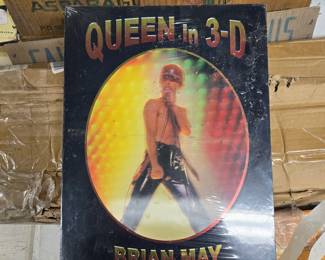 QUEEN in 3-D
BRIAN MAY